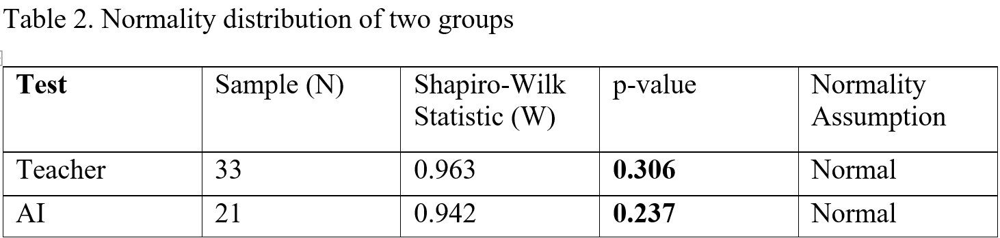 Table 2. Normality distribution of two groups
Test Sample (N) Shapiro-Wilk Statistic (W) p-value Normality Assumption
Teacher 33 0.963 0.306 Normal
AI 21 0.942 0.237 Normal